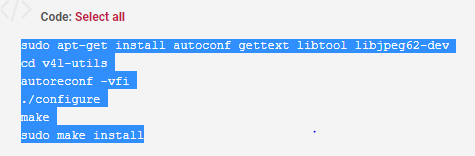 Code: Select all
sudo apt-get install autoconf gettext libtool libjpeg62-dev
cd v4l-utils
autoreconf -vfi
./configure
make
sudo make install